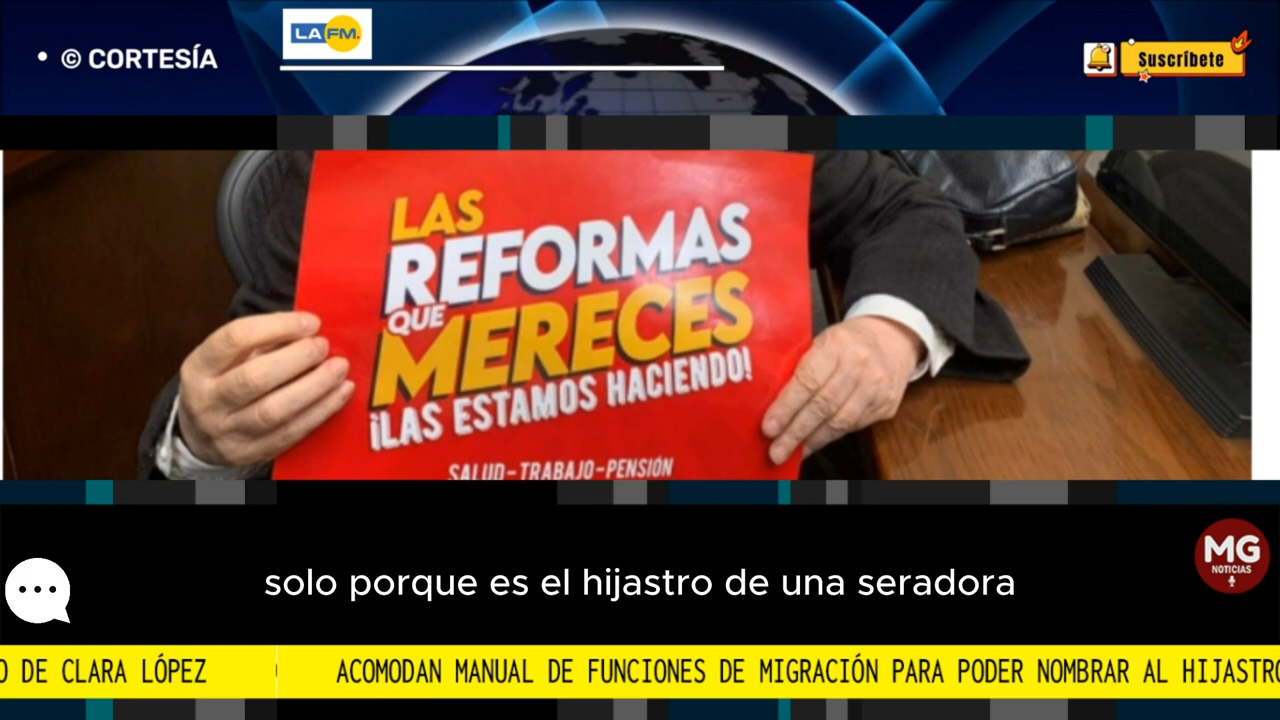 • © CORTESÍA
LA FM.
Suscríbete
LAS
REFORMAS
QUE
MERECES
¡LAS ESTAMOS HACIENDO!
SALUD-TRABAJO-PENSIÓN
MG
NOTICIAS
solo porque es el hijastro de una seradora
O DE CLARA LÓPEZ
ACOMODAN MANUAL DE FUNCIONES DE MIGRACIÓN PARA PODER NOMBRAR AL HIJASTRO